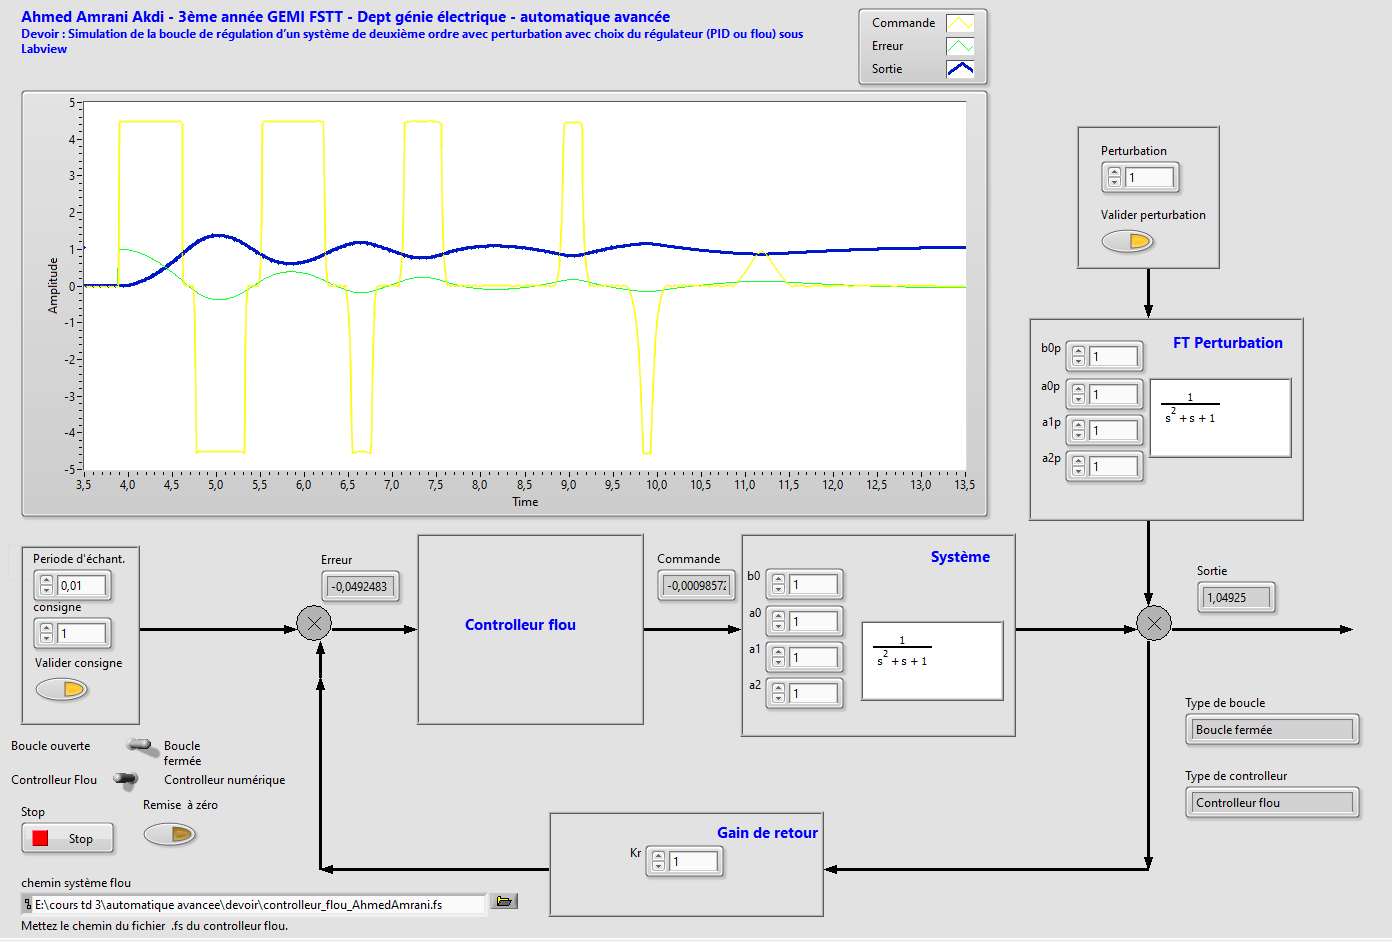 Ahmed Amrani Akdi - 3ème année GEMI FSTT - Dept génie électrique - automatique avancée
Devoir : Simulation de la boucle de régulation d'un système de deuxième ordre avec perturbation avec choix du régulateur (PID ou flou) sous
Labview
Commande
Erreur
Sortie
Amplitude
5
4
3
2
1
0
-1
-2
-3
-4
-5
3,5 4,0 4,5 5,0 5,5 6,0 6,5 7,0 7,5 8,0 8,5 9,0 9,5 10,0 10,5 11,0 11,5 12,0 12,5 13,0 13,5
Time
Perturbation
1
Valider perturbation
FT Perturbation
b0p 1
a0p 1
a1p 1
a2p 1
1
s^2+s+1
Periode d'échant.
0,01
consigne
1
Valider consigne
Erreur
-0,0492483
Controlleur flou
Commande
-0,00098572
Système
b0 1
a0 1
a1 1
a2 1
1
s^2+s+1
Sortie
1,04925
Type de boucle
Boucle fermée
Type de controlleur
Controlleur flou
Boucle ouverte
Boucle
fermée
Controlleur Flou
Controlleur numérique
Stop
Stop
Remise à zéro
Gain de retour
Kr 1
chemin système flou
E:\cours td 3\automatique avancee\devoir\controlleur_flou_AhmedAmrani.fs
Mettez le chemin du fichier .fs du controlleur flou.